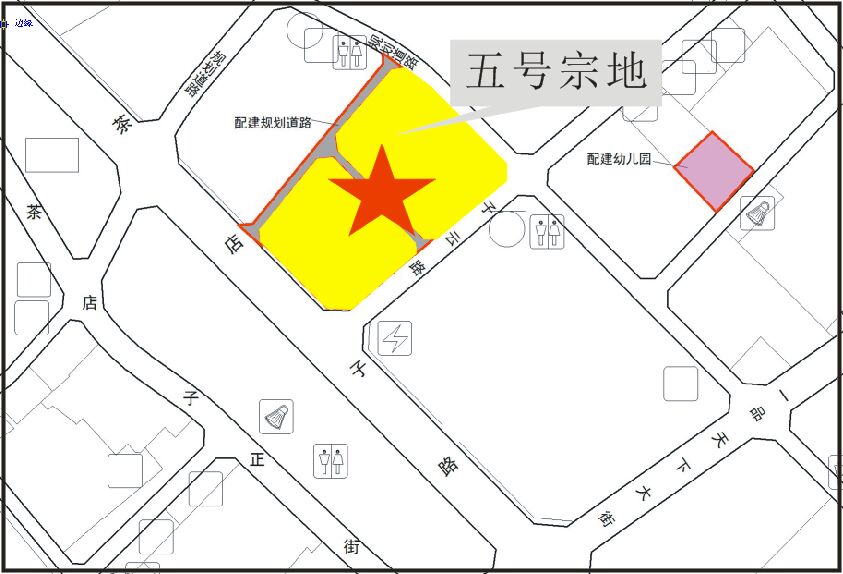 边缘
规划道路
规划道路
五号宗地
配建规划道路
配建幼儿园
茶店子路
茶店子正街
子云路
一品天下大街